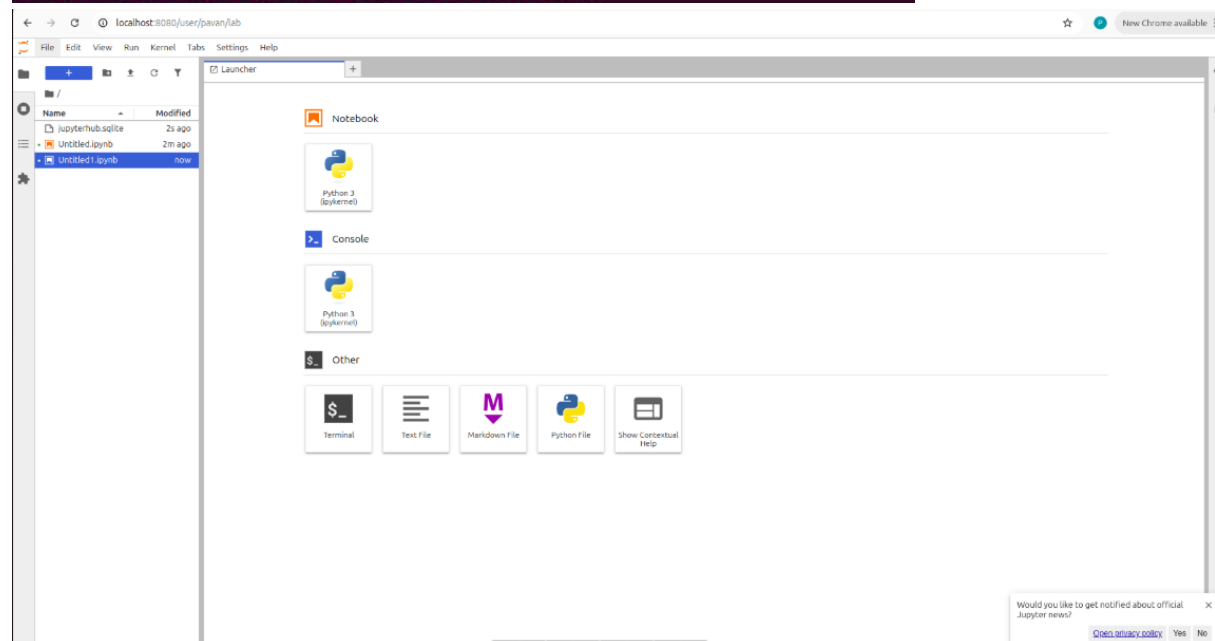 localhost:8080/user/pavan/lab
P
New Chrome available
File Edit View Run Kernel Tabs Settings Help
+
Launcher
+
/
Name Modified
jupyterhub.sqlite 2s ago
Untitled.ipynb 2m ago
Untitled1.ipynb now
Notebook
Python 3
(ipykernel)
>_ Console
Python 3
(ipykernel)
$_ Other
$_
M
Terminal
Text File
Markdown File
Python File
Show Contextual
Help
Would you like to get notified about official
Jupyter news?
Open privacy policy Yes No